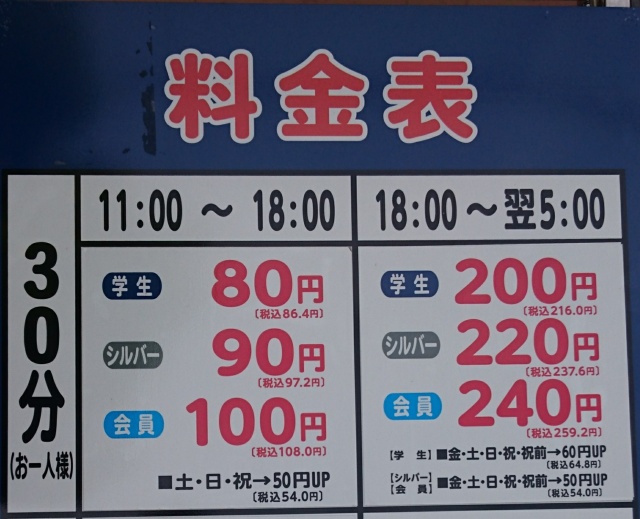 料金表
30分
(お一人様)
11:00 ～ 18:00
学生 80円
(税込86.4円)
シルバー 90円
(税込97.2円)
会員 100円
(税込108.0円)
■土・日・祝→50円UP
(税込54.0円)
18:00～翌5:00
学生 200円
(税込216.0円)
シルバー 220円
(税込237.6円)
会員 240円
(税込259.2円)
【学 生】■金・土・日・祝・祝前→60円UP
(税込64.8円)
【シルバー】
【会 員】■金・土・日・祝・祝前→50円UP
(税込54.0円)